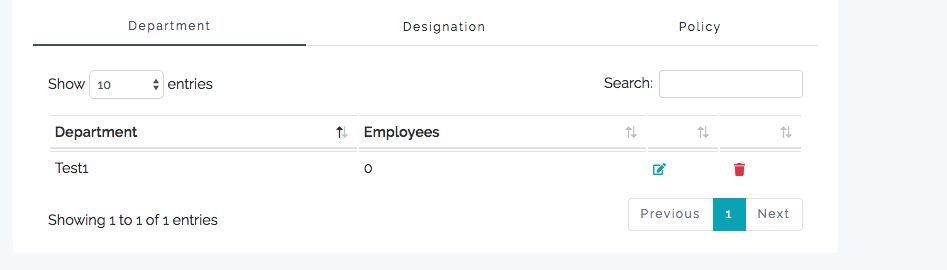 Department Designation Policy
Show 10 entries Search:
Department Employees
Test1 0
Showing 1 to 1 of 1 entries Previous 1 Next